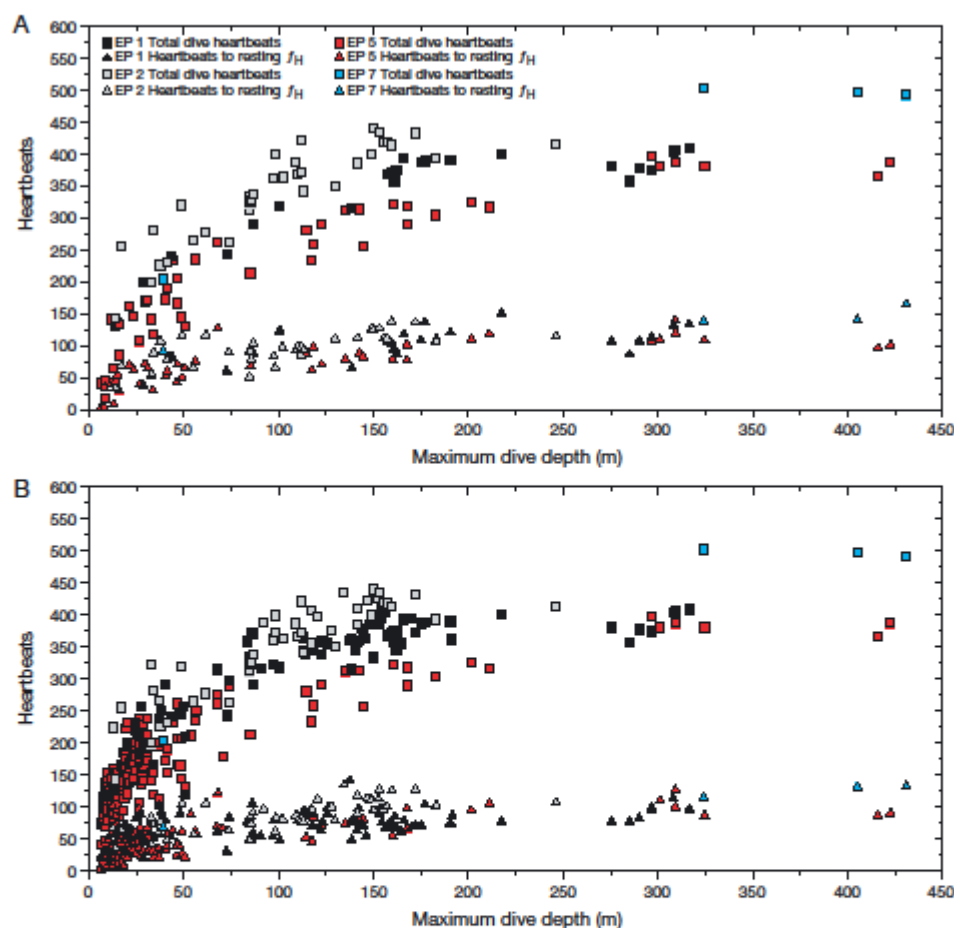 A
600
EP 1 Total dive heartbeats EP 5 Total dive heartbeats
550
EP 1 Heartbeats to resting fH EP 5 Heartbeats to resting fH
EP 2 Total dive heartbeats EP 7 Total dive heartbeats
500
EP 2 Heartbeats to resting fH EP 7 Heartbeats to resting fH
450
400
350
300
250
200
150
100
50
0
Heartbeats
0 50 100 150 200 250 300 350 400 450
Maximum dive depth (m)
B
600
550
500
450
400
350
300
250
200
150
100
50
0
Heartbeats
0 50 100 150 200 250 300 350 400 450
Maximum dive depth (m)